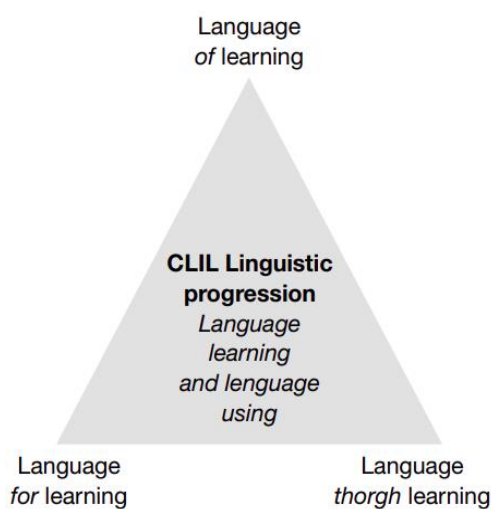 Language
of learning
CLIL Linguistic
progression
Language
learning
and lenguage
using
Language
for learning
Language
thorgh learning